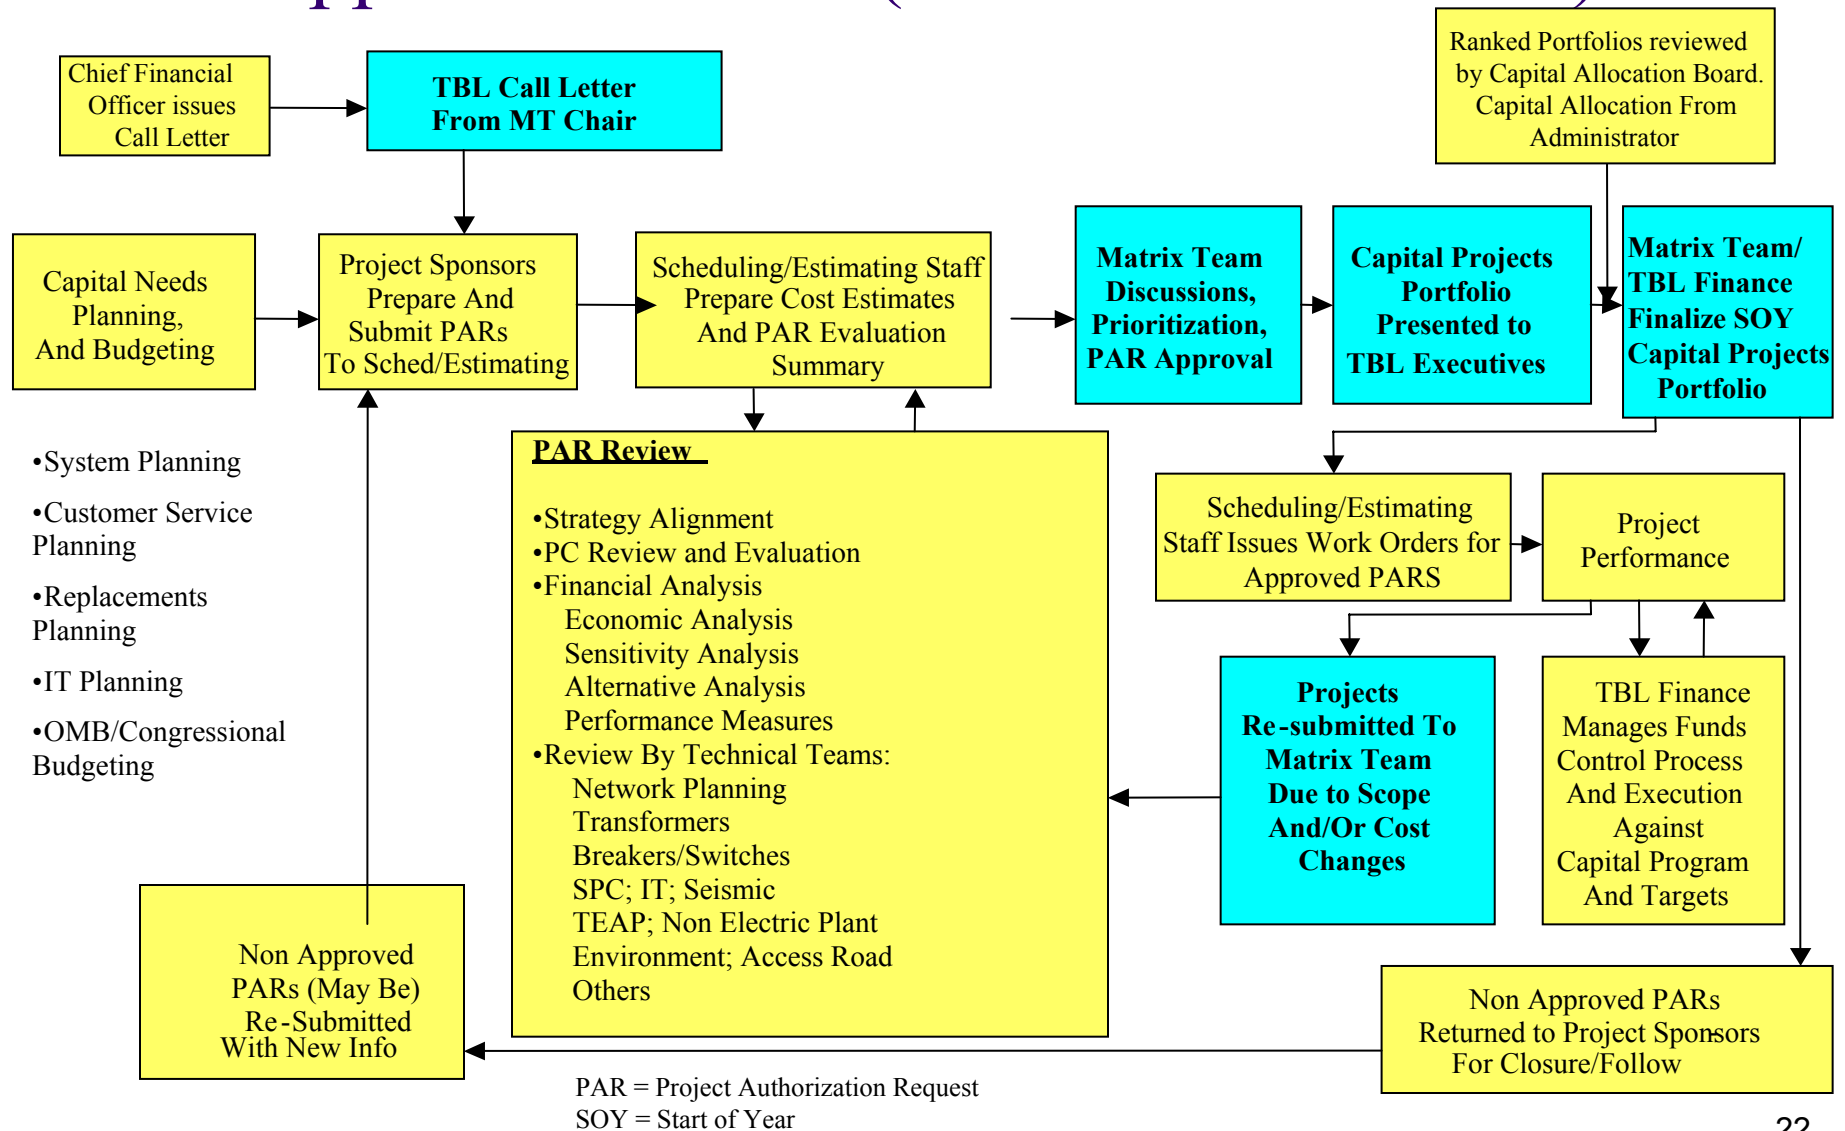 Chief Financial
Officer issues
Call Letter
TBL Call Letter
From MT Chair
Ranked Portfolios reviewed
by Capital Allocation Board.
Capital Allocation From
Administrator
Capital Needs
Planning,
And Budgeting
Project Sponsors
Prepare And
Submit PARs
To Sched/Estimating
Scheduling/Estimating Staff
Prepare Cost Estimates
And PAR Evaluation
Summary
Matrix Team
Discussions,
Prioritization,
PAR Approval
Capital Projects
Portfolio
Presented to
TBL Executives
Matrix Team/
TBL Finance
Finalize SOY
Capital Projects
Portfolio
•System Planning
•Customer Service
Planning
•Replacements
Planning
•IT Planning
•OMB/Congressional
Budgeting
PAR Review
•Strategy Alignment
•PC Review and Evaluation
•Financial Analysis
Economic Analysis
Sensitivity Analysis
Alternative Analysis
Performance Measures
•Review By Technical Teams:
Network Planning
Transformers
Breakers/Switches
SPC; IT; Seismic
TEAP; Non Electric Plant
Environment; Access Road
Others
Scheduling/Estimating
Staff Issues Work Orders for
Approved PARS
Project
Performance
Projects
Re-submitted To
Matrix Team
Due to Scope
And/Or Cost
Changes
TBL Finance
Manages Funds
Control Process
And Execution
Against
Capital Program
And Targets
Non Approved
PARs (May Be)
Re-Submitted
With New Info
Non Approved PARs
Returned to Project Sponsors
For Closure/Follow
PAR = Project Authorization Request
SOY = Start of Year
22